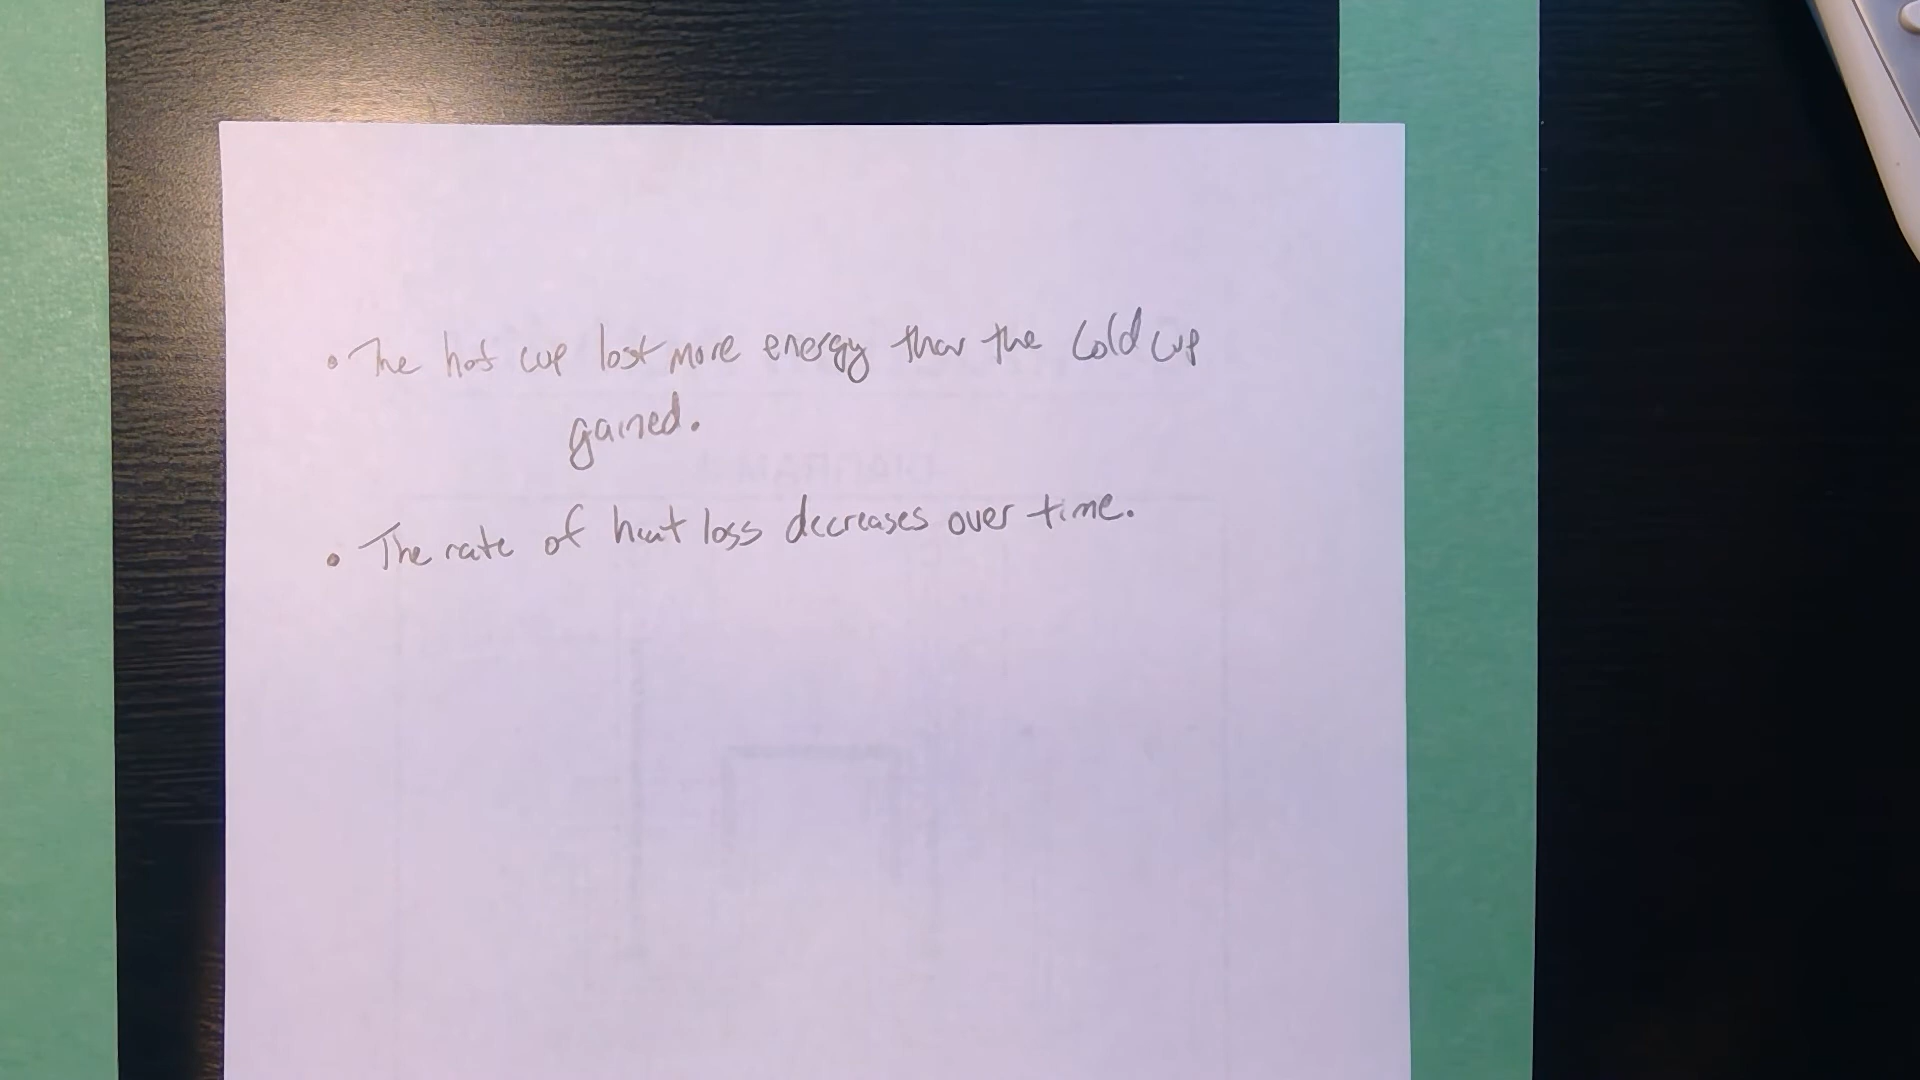 • The hot cup lost more energy than the cold cup
gained.
• The rate of heat loss decreases over time.